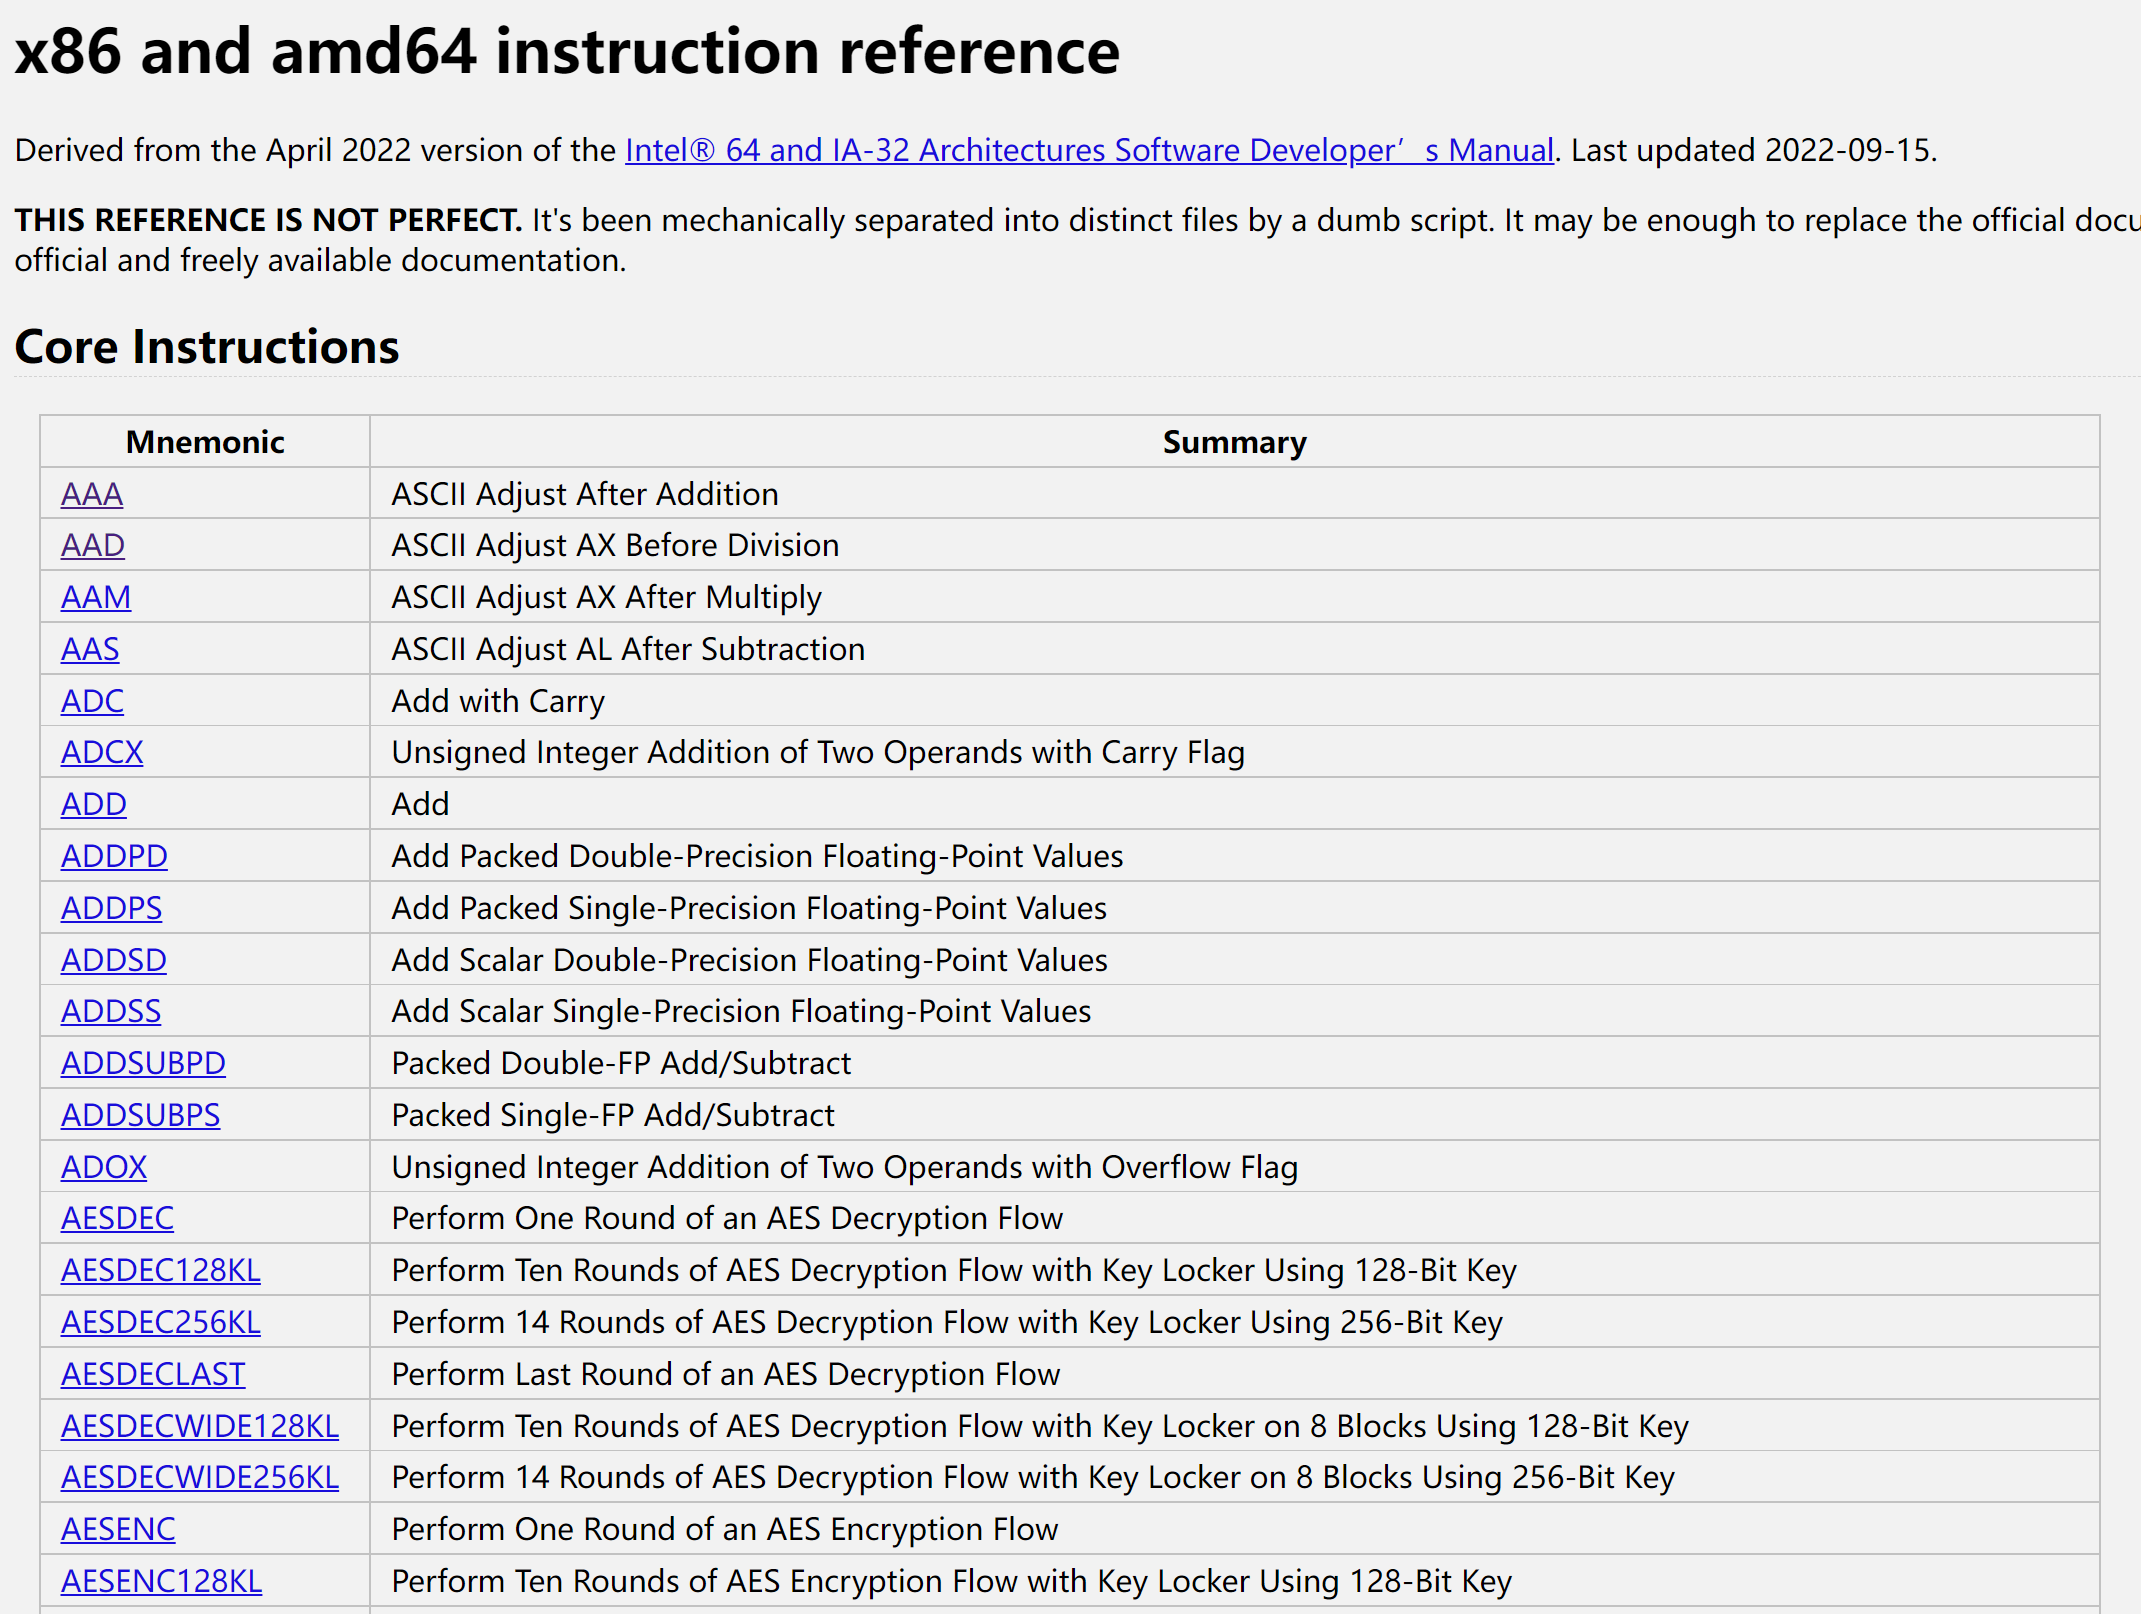 x86 and amd64 instruction reference
Derived from the April 2022 version of the Intel® 64 and IA-32 Architectures Software Developer’s Manual. Last updated 2022-09-15.
THIS REFERENCE IS NOT PERFECT. It's been mechanically separated into distinct files by a dumb script. It may be enough to replace the official docu
official and freely available documentation.
Core Instructions
Mnemonic Summary
AAA ASCII Adjust After Addition
AAD ASCII Adjust AX Before Division
AAM ASCII Adjust AX After Multiply
AAS ASCII Adjust AL After Subtraction
ADC Add with Carry
ADCX Unsigned Integer Addition of Two Operands with Carry Flag
ADD Add
ADDPD Add Packed Double-Precision Floating-Point Values
ADDPS Add Packed Single-Precision Floating-Point Values
ADDSD Add Scalar Double-Precision Floating-Point Values
ADDSS Add Scalar Single-Precision Floating-Point Values
ADDSUBPD Packed Double-FP Add/Subtract
ADDSUBPS Packed Single-FP Add/Subtract
ADOX Unsigned Integer Addition of Two Operands with Overflow Flag
AESDEC Perform One Round of an AES Decryption Flow
AESDEC128KL Perform Ten Rounds of AES Decryption Flow with Key Locker Using 128-Bit Key
AESDEC256KL Perform 14 Rounds of AES Decryption Flow with Key Locker Using 256-Bit Key
AESDECLAST Perform Last Round of an AES Decryption Flow
AESDECWIDE128KL Perform Ten Rounds of AES Decryption Flow with Key Locker on 8 Blocks Using 128-Bit Key
AESDECWIDE256KL Perform 14 Rounds of AES Decryption Flow with Key Locker on 8 Blocks Using 256-Bit Key
AESENC Perform One Round of an AES Encryption Flow
AESENC128KL Perform Ten Rounds of AES Encryption Flow with Key Locker Using 128-Bit Key